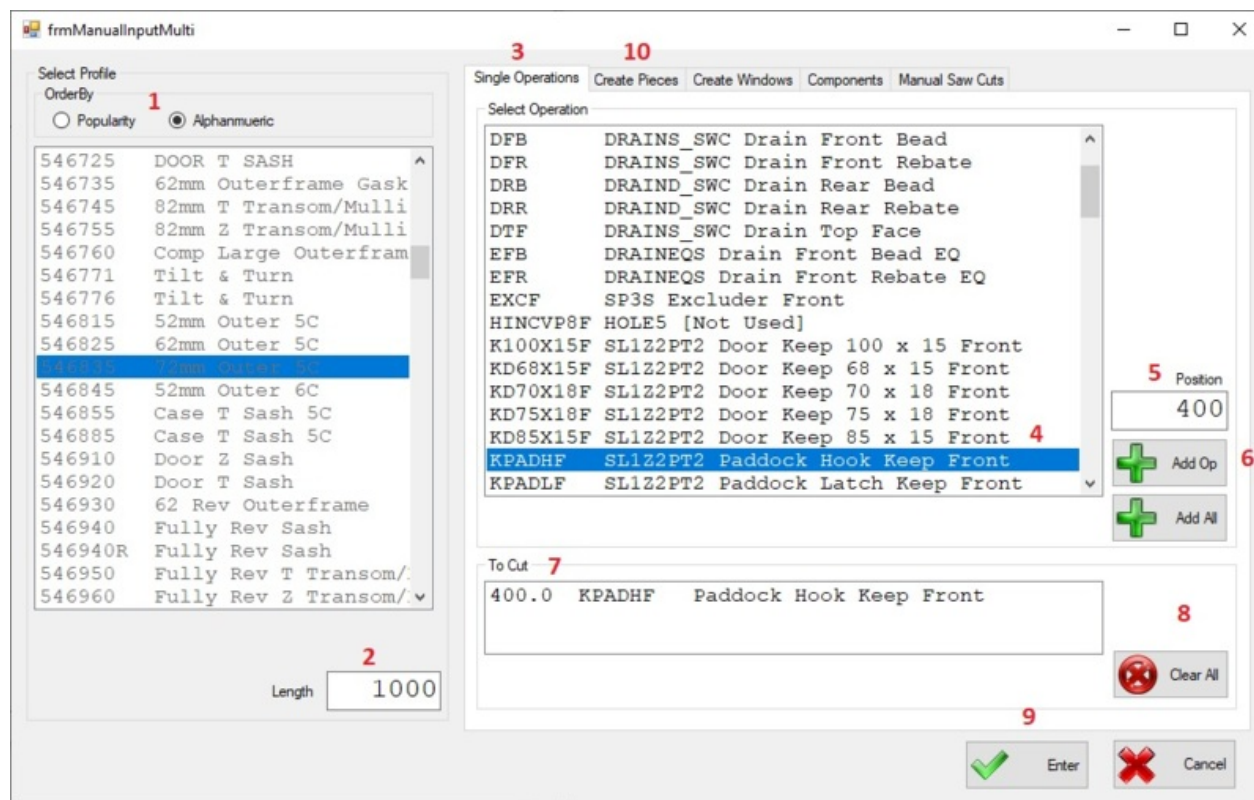 frmManualInputMulti
Select Profile
OrderBy
1
Popularity
Alphanmueric
546725 DOOR T SASH
546735 62mm Outerframe Gask
546745 82mm T Transom/Mulli
546755 82mm Z Transom/Mulli
546760 Comp Large Outerfram
546771 Tilt & Turn
546776 Tilt & Turn
546815 52mm Outer 5C
546825 62mm Outer 5C
546835 72mm Outer 5C
546845 52mm Outer 6C
546855 Case T Sash 5C
546885 Case T Sash 5C
546910 Door Z Sash
546920 Door T Sash
546930 62 Rev Outerframe
546940 Fully Rev Sash
546940R Fully Rev Sash
546950 Fully Rev T Transom/
546960 Fully Rev Z Transom/
2
Length 1000
3 10
Single Operations Create Pieces Create Windows Components Manual Saw Cuts
Select Operation
DFB DRAINS_SWC Drain Front Bead
DFR DRAINS_SWC Drain Front Rebate
DRB DRAIND_SWC Drain Rear Bead
DRR DRAIND_SWC Drain Rear Rebate
DTF DRAINS_SWC Drain Top Face
EFB DRAINEQS Drain Front Bead EQ
EFR DRAINEQS Drain Front Rebate EQ
EXCF SP3S Excluder Front
HINCVP8F HOLE5 [Not Used]
K100X15F SL1Z2PT2 Door Keep 100 x 15 Front
KD68X15F SL1Z2PT2 Door Keep 68 x 15 Front
KD70X18F SL1Z2PT2 Door Keep 70 x 18 Front
KD75X18F SL1Z2PT2 Door Keep 75 x 18 Front
KD85X15F SL1Z2PT2 Door Keep 85 x 15 Front 4
KPADHF SL1Z2PT2 Paddock Hook Keep Front
KPADLF SL1Z2PT2 Paddock Latch Keep Front
5 Position
400
Add Op 6
Add All
To Cut 7
400.0 KPADHF Paddock Hook Keep Front
8
Clear All
9
Enter
Cancel